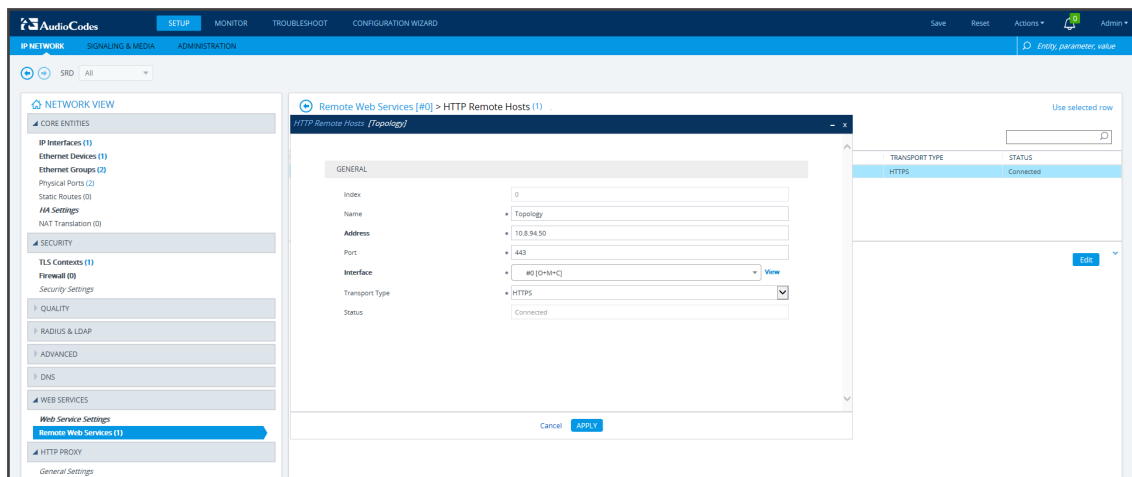 AudioCodes
SETUP MONITOR TROUBLESHOOT CONFIGURATION WIZARD Save Reset Actions 0 Admin
IP NETWORK SIGNALING & MEDIA ADMINISTRATION Entity, parameter, value
SRD All
NETWORK VIEW
CORE ENTITIES
IP Interfaces (1)
Ethernet Devices (1)
Ethernet Groups (2)
Physical Ports (2)
Static Routes (0)
HA Settings
NAT Translation (0)
SECURITY
TLS Contexts (1)
Firewall (0)
Security Settings
QUALITY
RADIUS & LDAP
ADVANCED
DNS
WEB SERVICES
Web Service Settings
Remote Web Services (1)
HTTP PROXY
General Settings
Remote Web Services [#0] > HTTP Remote Hosts (1) Use selected row
HTTP Remote Hosts [Topology] – x
GENERAL
Index 0
Name Topology
Address 10.8.94.50
Port 443
Interface #0 [O+M+C] View
Transport Type HTTPS
Status Connected
Cancel APPLY
TRANSPORT TYPE STATUS
HTTPS Connected
Edit